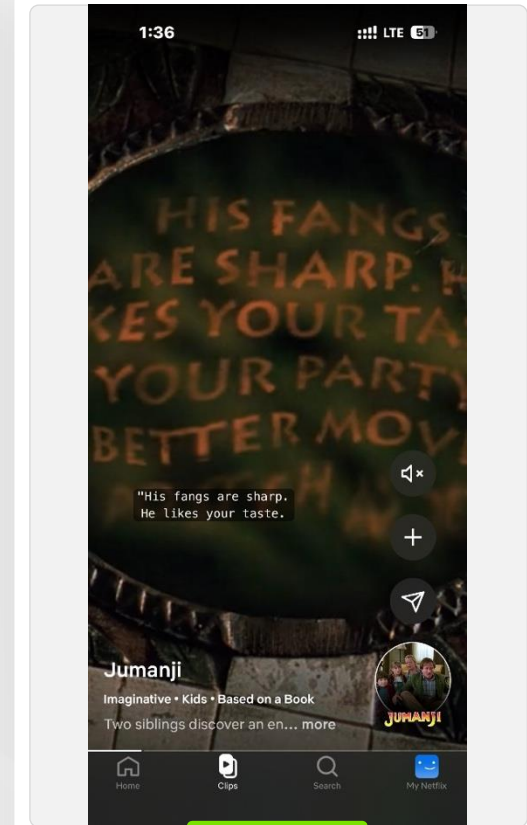 1:36
LTE 51
HIS FANGS
ARE SHARP.
KES YOUR TA
YOUR PARTY
BETTER MOV
"His fangs are sharp.
He likes your taste.
Jumanji
Imaginative • Kids • Based on a Book
Two siblings discover an en... more
JUMANJI
Home
Clips
Search
My Netflix